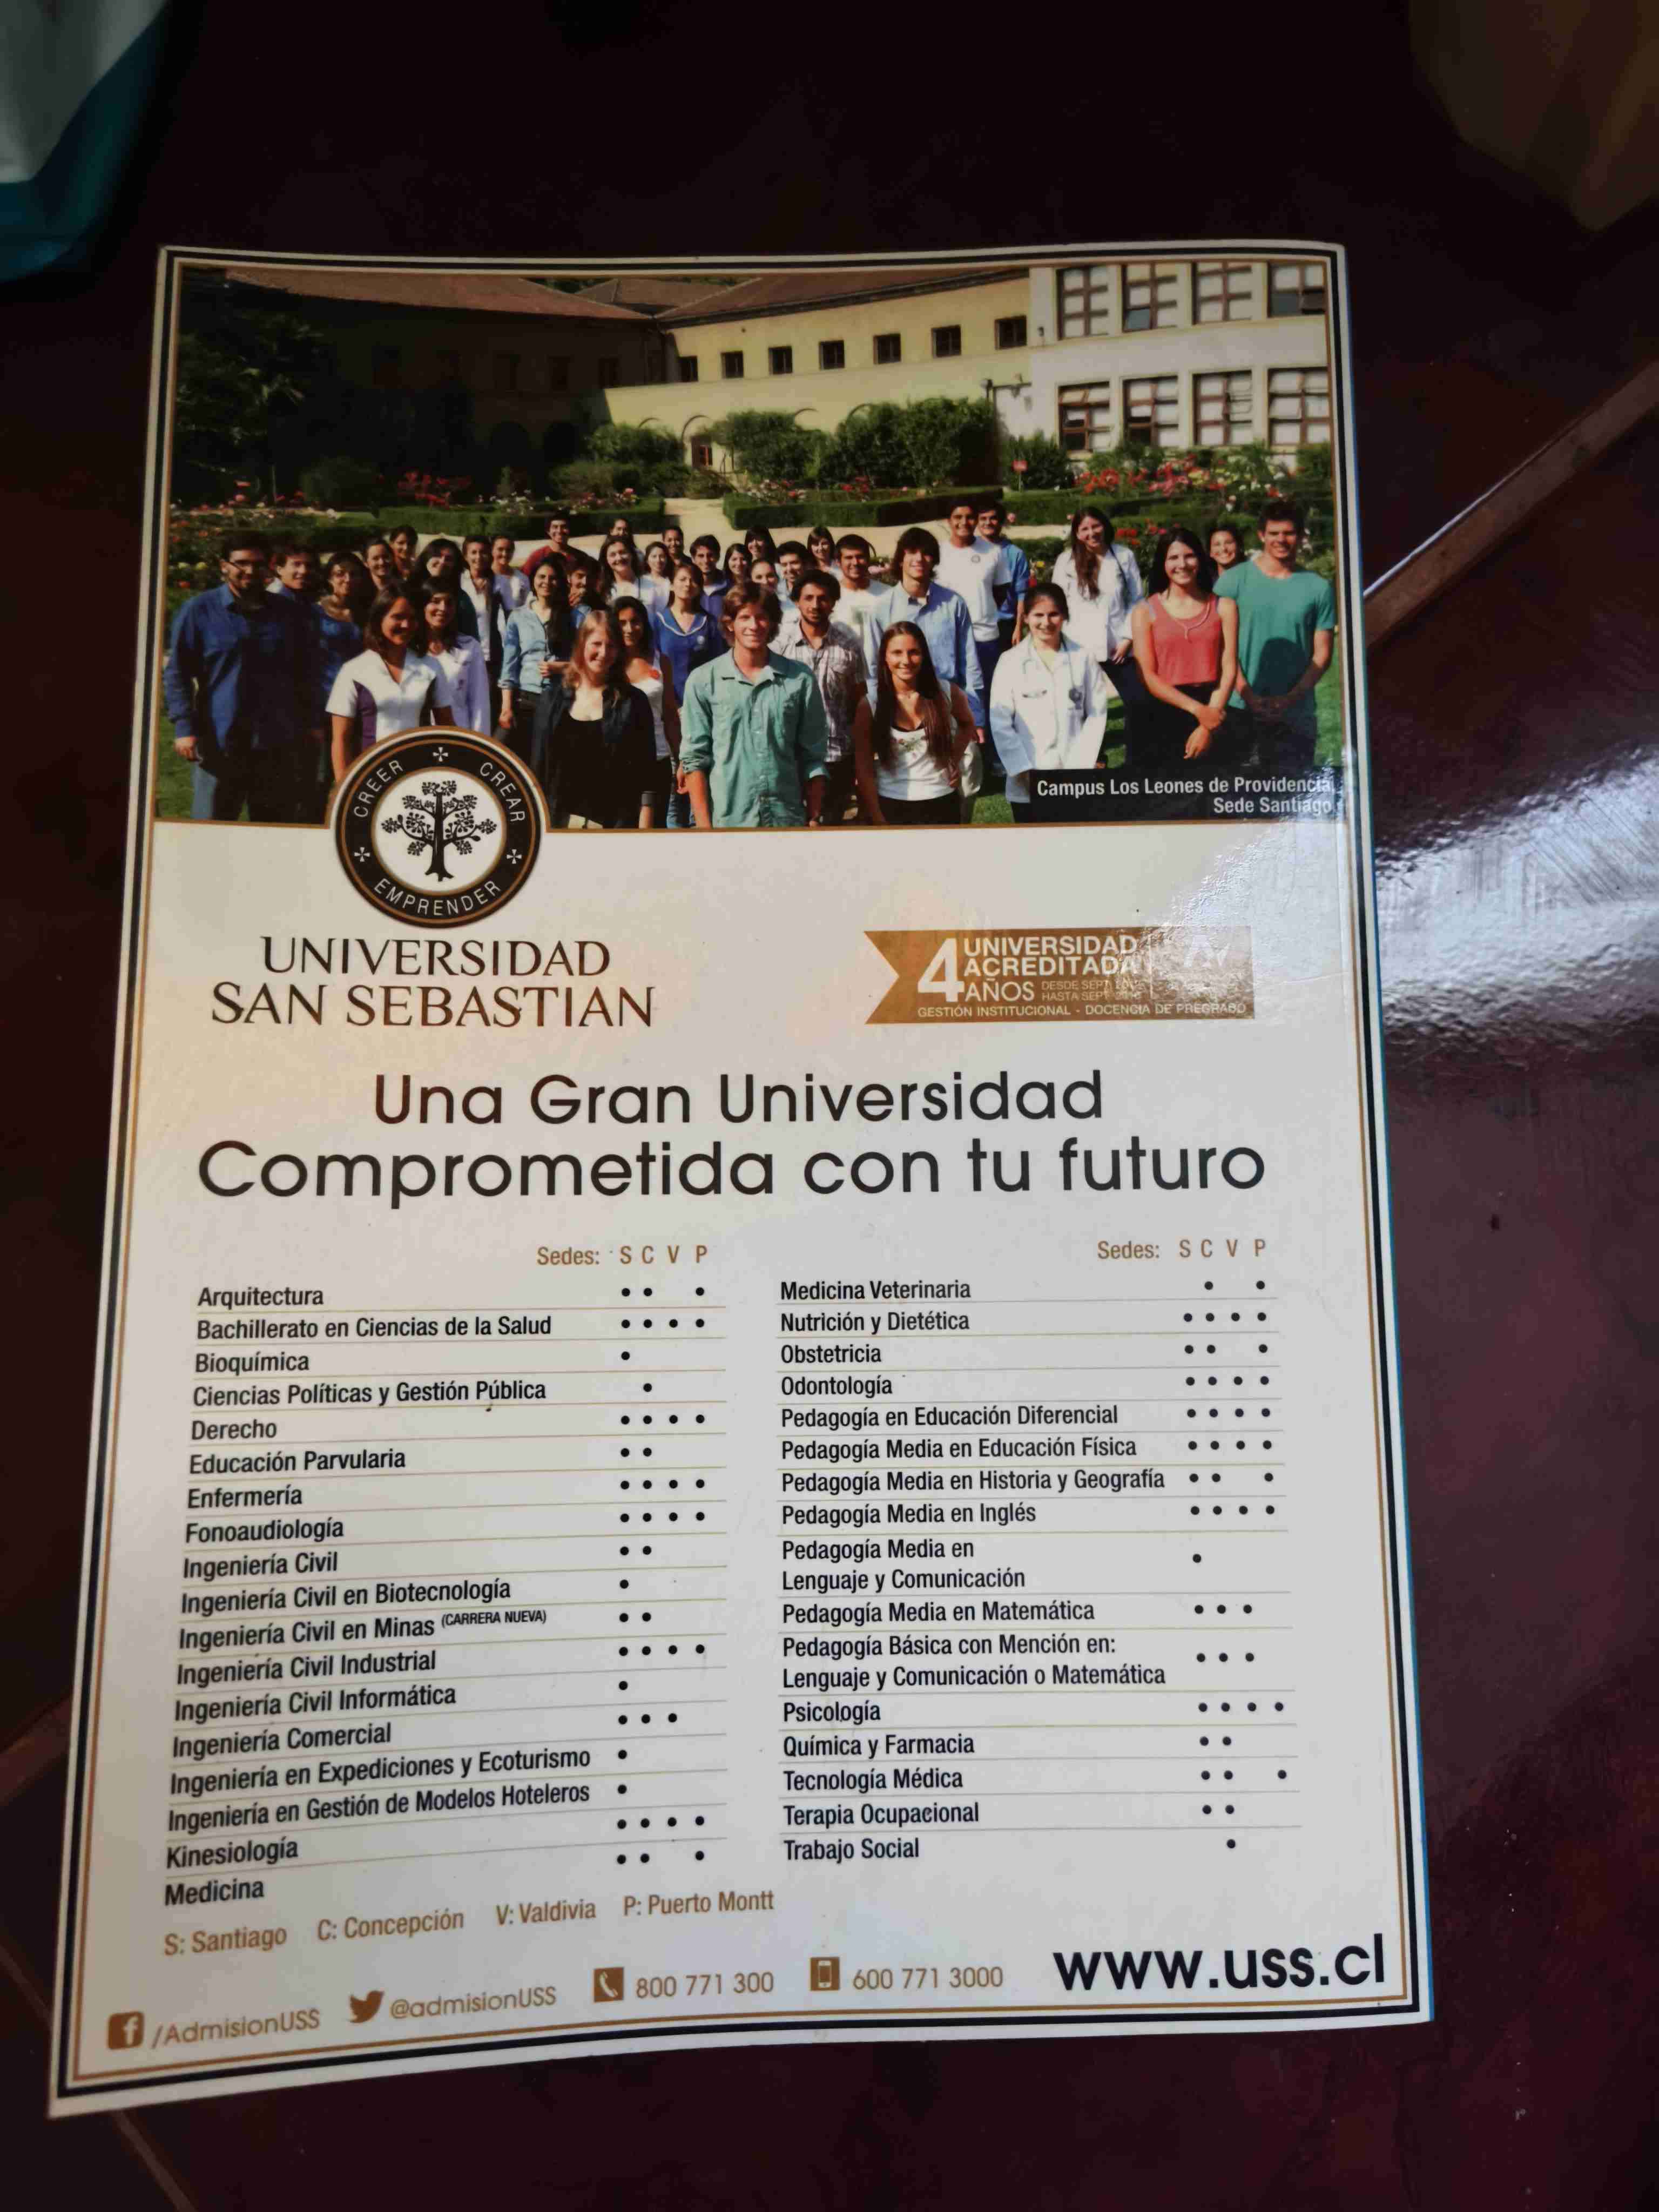 Campus Los Leones de Providencia,
Sede Santiago
CREER
CREAR
EMPRENDER
UNIVERSIDAD
SAN SEBASTIAN
4 UNIVERSIDAD
ACREDITADA
AÑOS
DESDE SEPT
HASTA SEPT
GESTIÓN INSTITUCIONAL - DOCENCIA DE PREGRADO
Una Gran Universidad
Comprometida con tu futuro
Sedes: S C V P
Arquitectura • • •
Bachillerato en Ciencias de la Salud • • • •
Bioquímica •
Ciencias Políticas y Gestión Pública •
Derecho • • • •
Educación Parvularia • •
Enfermería • • • •
Fonoaudiología • • • •
Ingeniería Civil • •
Ingeniería Civil en Biotecnología •
Ingeniería Civil en Minas (CARRERA NUEVA) • •
Ingeniería Civil Industrial • • • •
Ingeniería Civil Informática •
Ingeniería Comercial • • •
Ingeniería en Expediciones y Ecoturismo •
Ingeniería en Gestión de Modelos Hoteleros •
Kinesiología • • • •
Medicina • • •
Sedes: S C V P
Medicina Veterinaria • •
Nutrición y Dietética • • • •
Obstetricia • • •
Odontología • • • •
Pedagogía en Educación Diferencial • • • •
Pedagogía Media en Educación Física • • • •
Pedagogía Media en Historia y Geografía • • •
Pedagogía Media en Inglés • • • •
Pedagogía Media en
Lenguaje y Comunicación •
Pedagogía Media en Matemática • • •
Pedagogía Básica con Mención en:
Lenguaje y Comunicación o Matemática • • •
Psicología • • • •
Química y Farmacia • •
Tecnología Médica • • •
Terapia Ocupacional • •
Trabajo Social •
S: Santiago C: Concepción V: Valdivia P: Puerto Montt
/AdmisionUSS @admisionUSS 800 771 300 600 771 3000 www.uss.cl